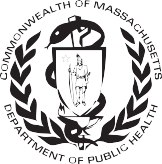 COMMONWEALTH OF MASSACHUSETTS
DEPARTMENT OF PUBLIC HEALTH